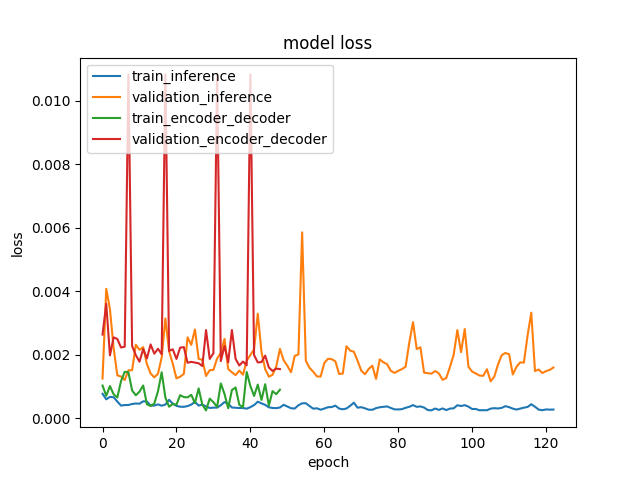 model loss
train_inference
validation_inference
train_encoder_decoder
validation_encoder_decoder
0.010
0.008
0.006
0.004
0.002
0.000
loss
0 20 40 60 80 100 120
epoch